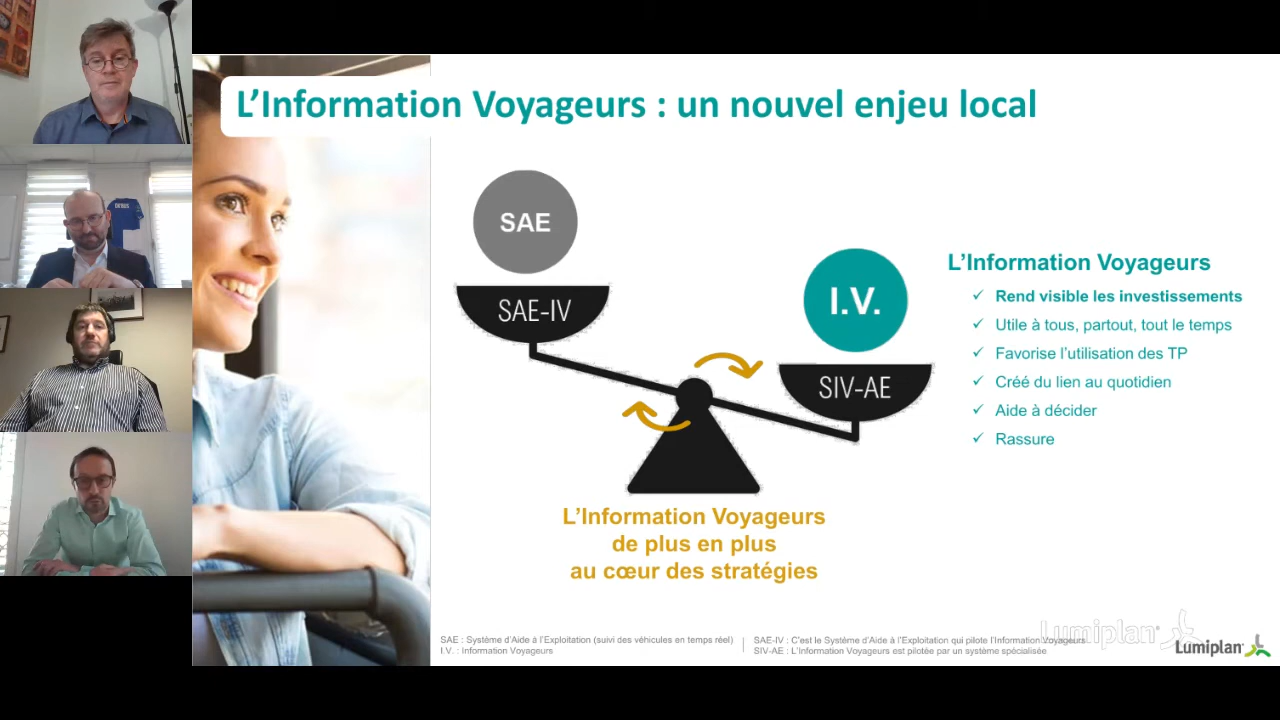 L'Information Voyageurs : un nouvel enjeu local
SAE
SAE-IV
I.V.
SIV-AE
L'Information Voyageurs
de plus en plus
au cœur des stratégies
L'Information Voyageurs
✓ Rend visible les investissements
✓ Utile à tous, partout, tout le temps
✓ Favorise l'utilisation des TP
✓ Créé du lien au quotidien
✓ Aide à décider
✓ Rassure
SAE : Système d'Aide à l'Exploitation (suivi des véhicules en temps réel)
I.V. : Information Voyageurs
SAE-IV : C'est le Système d'Aide à l'Exploitation qui pilote l'Information Voyageurs
SIV-AE : L'Information Voyageurs est pilotée par un système spécialisée
Lumiplan
Lumiplan